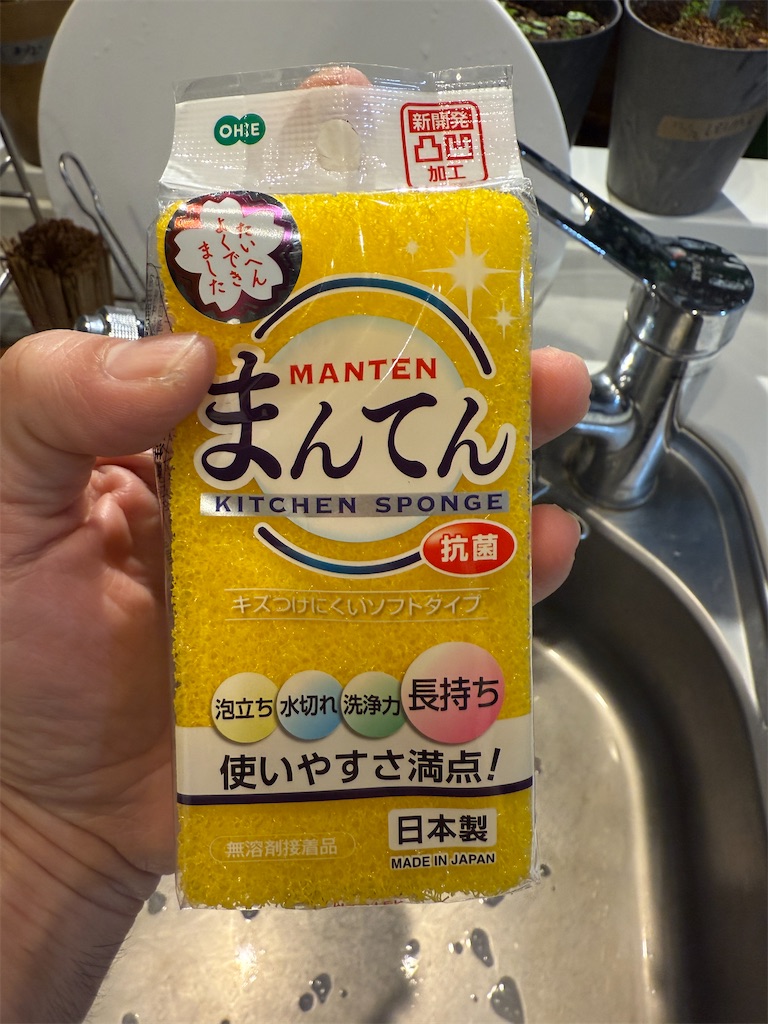 OHE
新開発
凸凹
加工
たいへん
よくでき
ました
MANTEN
まんてん
KITCHEN SPONGE
抗菌
キズつけにくいソフトタイプ
泡立ち
水切れ
洗浄力
長持ち
使いやすさ満点!
日本製
無溶剤接着品
MADE IN JAPAN